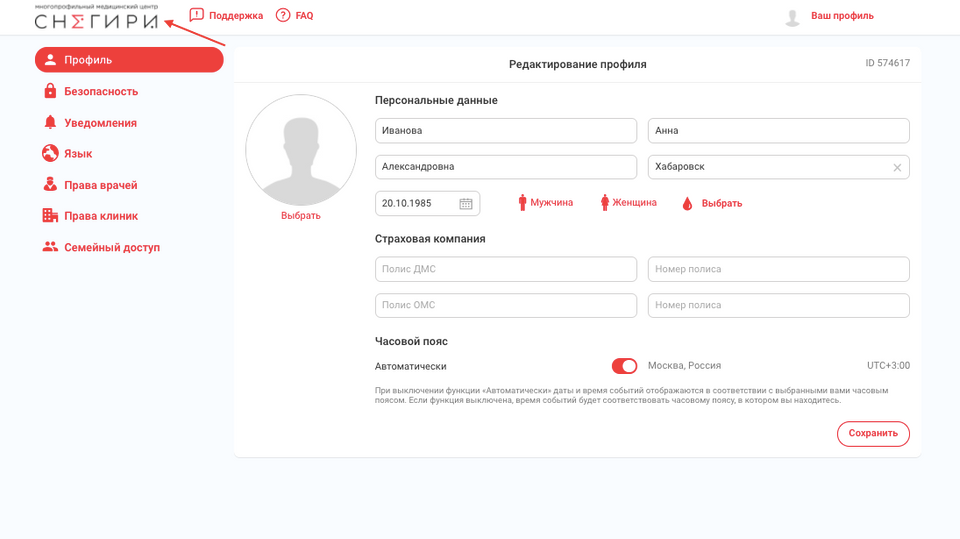 многопрофильный медицинский центр
СНЕГИРИ
Поддержка
FAQ
Ваш профиль
Профиль
Безопасность
Уведомления
Язык
Права врачей
Права клиник
Семейный доступ
Редактирование профиля
ID 574617
Выбрать
Персональные данные
Иванова
Анна
Александровна
Хабаровск
20.10.1985
Мужчина
Женщина
Выбрать
Страховая компания
Полис ДМС
Номер полиса
Полис ОМС
Номер полиса
Часовой пояс
Автоматически
Москва, Россия
UTC+3:00
При выключении функции «Автоматически» даты и время событий отображаются в соответствии с выбранными вами часовым
поясом. Если функция выключена, время событий будет соответствовать часовому поясу, в котором вы находитесь.
Сохранить